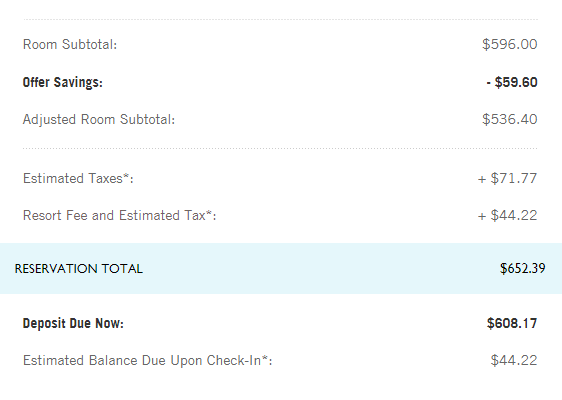 Room Subtotal: $596.00
Offer Savings: - $59.60
Adjusted Room Subtotal: $536.40
Estimated Taxes*: + $71.77
Resort Fee and Estimated Tax*: + $44.22
RESERVATION TOTAL $652.39
Deposit Due Now: $608.17
Estimated Balance Due Upon Check-In*: $44.22